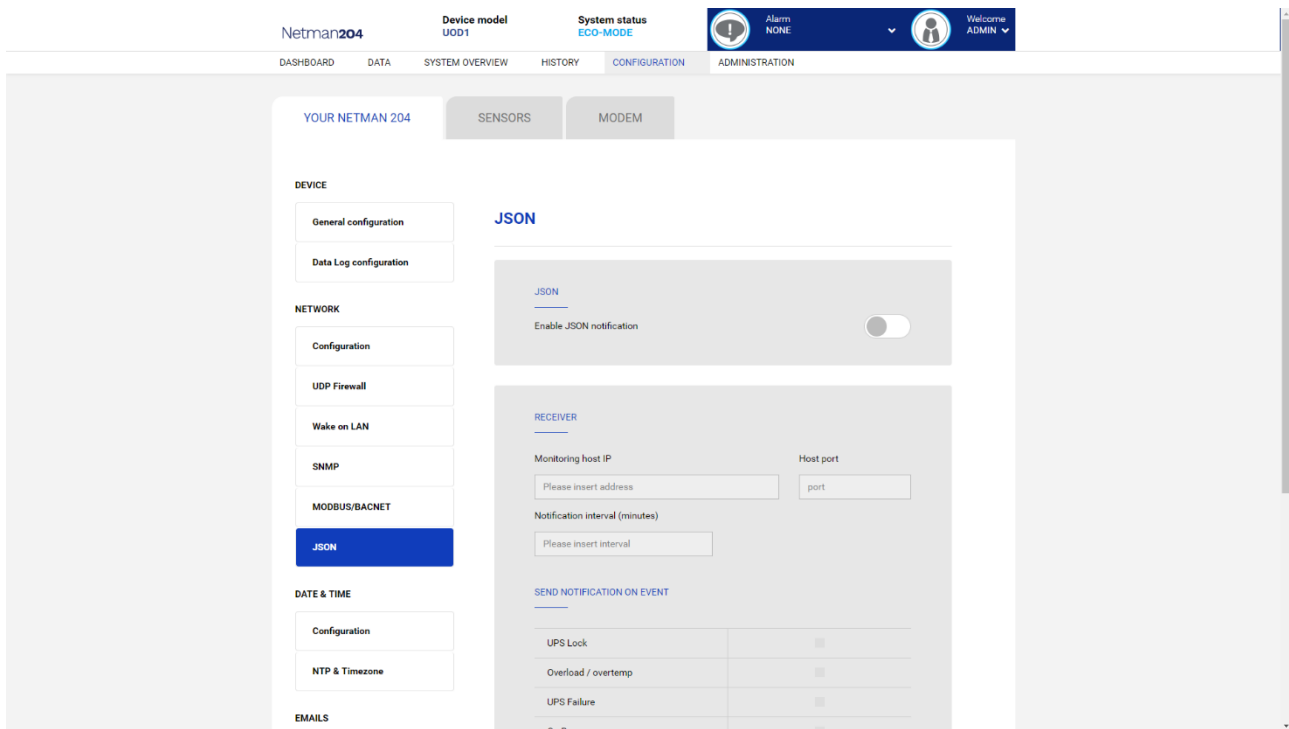 Netman204
Device model
UOD1
System status
ECO-MODE
Alarm
NONE
Welcome
ADMIN
DASHBOARD DATA SYSTEM OVERVIEW HISTORY CONFIGURATION ADMINISTRATION
YOUR NETMAN 204 SENSORS MODEM
DEVICE
General configuration
Data Log configuration
NETWORK
Configuration
UDP Firewall
Wake on LAN
SNMP
MODBUS/BACNET
JSON
DATE & TIME
Configuration
NTP & Timezone
EMAILS
JSON
JSON
Enable JSON notification
RECEIVER
Monitoring host IP Host port
Please insert address port
Notification interval (minutes)
Please insert interval
SEND NOTIFICATION ON EVENT
UPS Lock
Overload / overtemp
UPS Failure